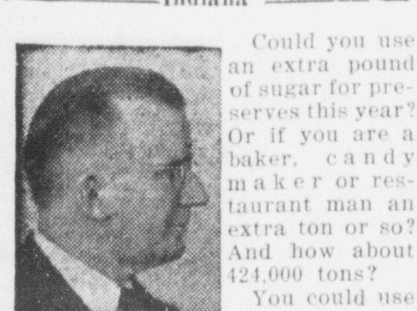 Indiana
Could you use
an extra pound
of sugar for pre-
serves this year?
Or if you are a
baker, candy
maker or res-
taurant man an
extra ton or so?
And how about
424,000 tons?
You could use